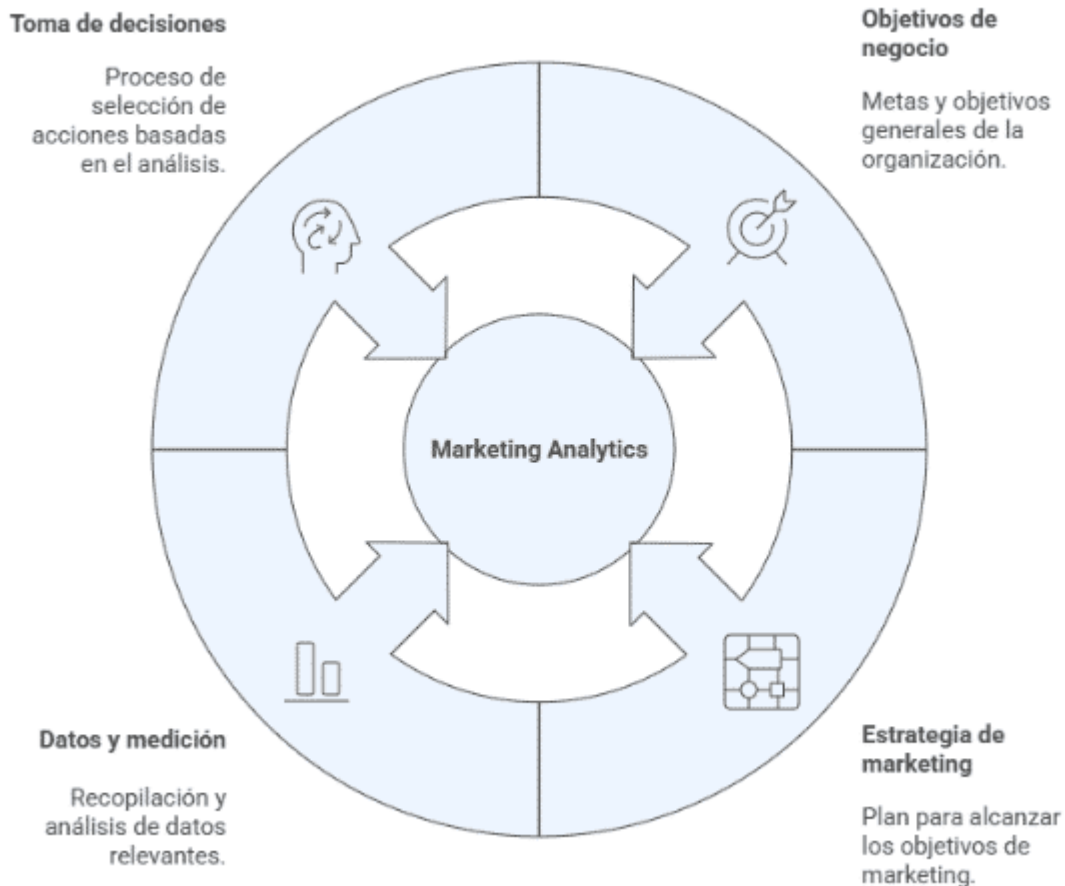 Toma de decisiones
Proceso de
selección de
acciones basadas
en el análisis.
Objetivos de
negocio
Metas y objetivos
generales de la
organización.
Marketing Analytics
Datos y medición
Recopilación y
análisis de datos
relevantes.
Estrategia de
marketing
Plan para alcanzar
los objetivos de
marketing.